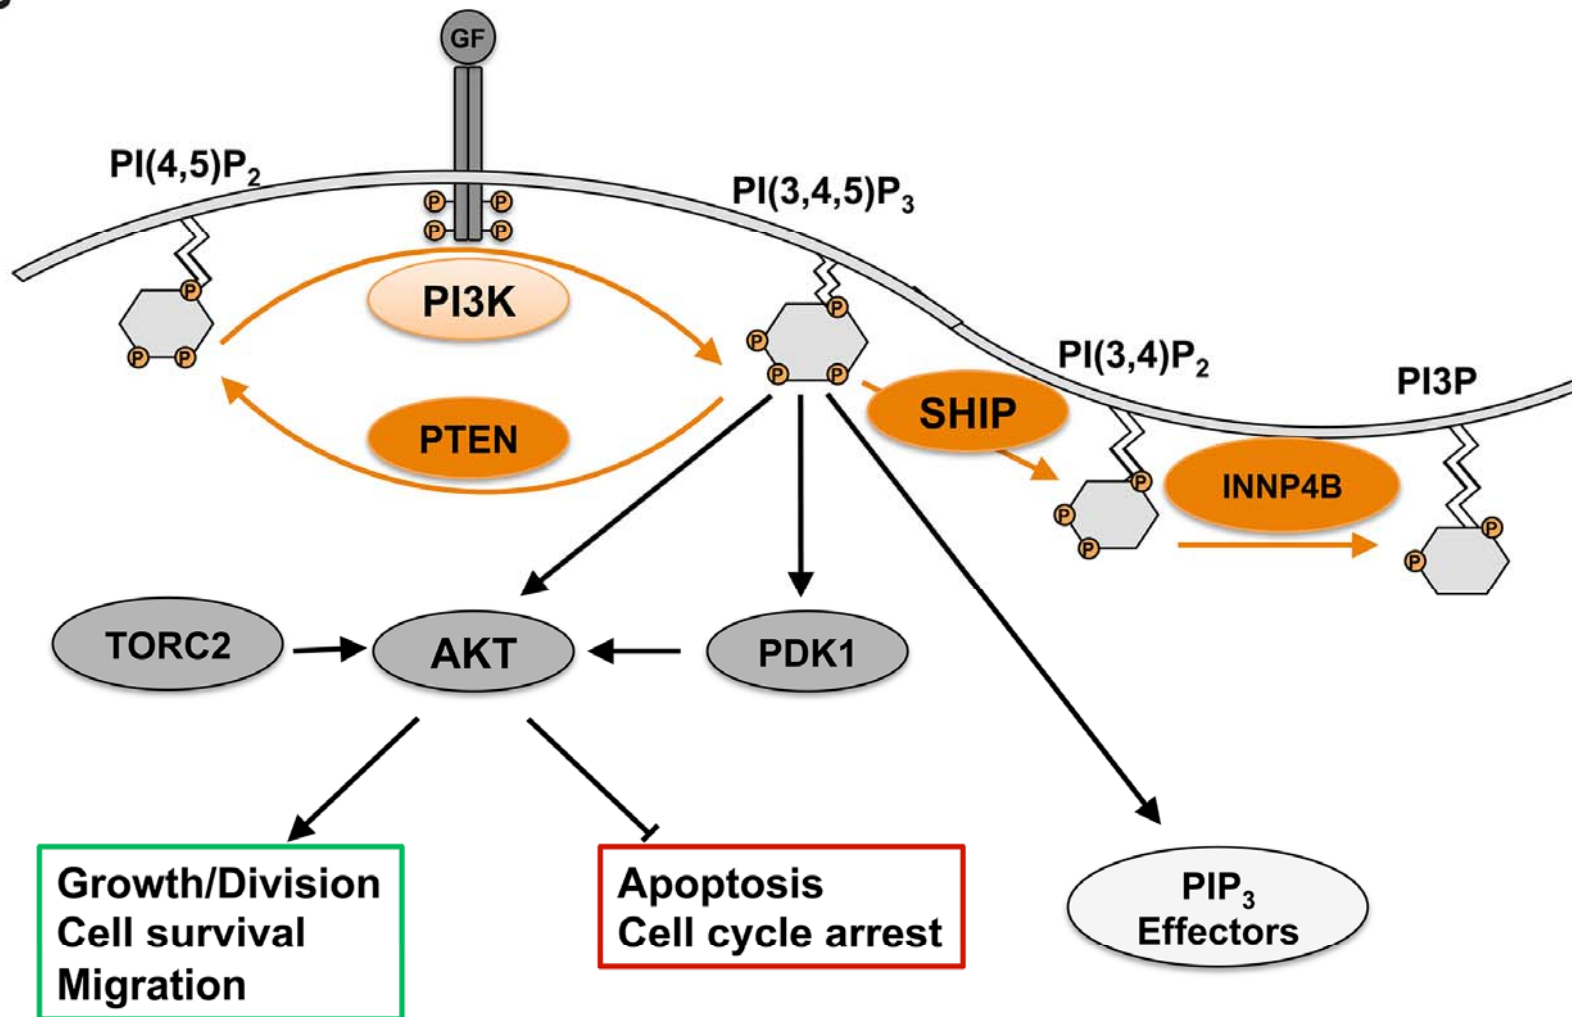 GF
PI(4,5)P₂
PI(3,4,5)P₃
P P
P P
PI3K
P
P P
P
P
P P
PI(3,4)P₂
PI3P
PTEN
SHIP
INNP4B
P
P
P
P
P
TORC2
AKT
PDK1
Growth/Division
Cell survival
Migration
Apoptosis
Cell cycle arrest
PIP₃
Effectors